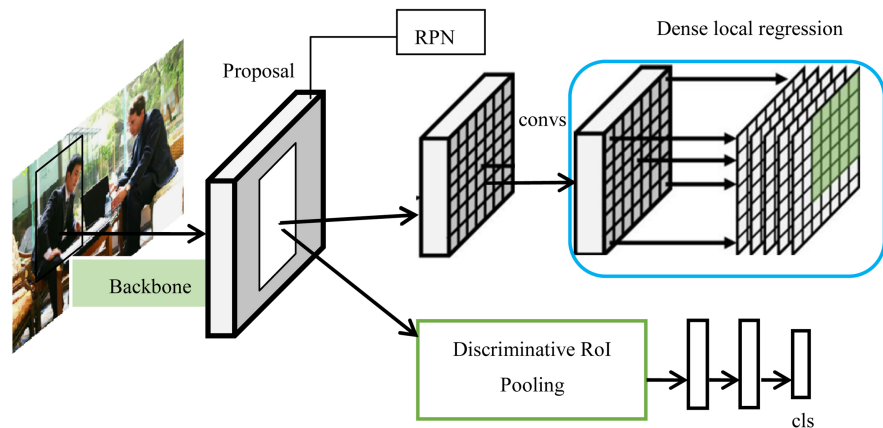 RPN
Dense local regression
Proposal
convs
Backbone
Discriminative RoI
Pooling
cls